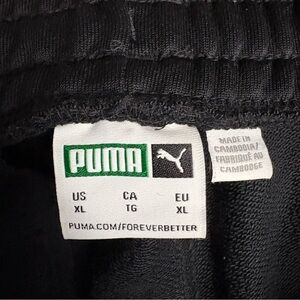 PUMA
US CA EU
XL TG XL
PUMA.COM/FOREVERBETTER
MADE IN
CAMBODIA/
FABRIQUÉ AU
CAMBODGE